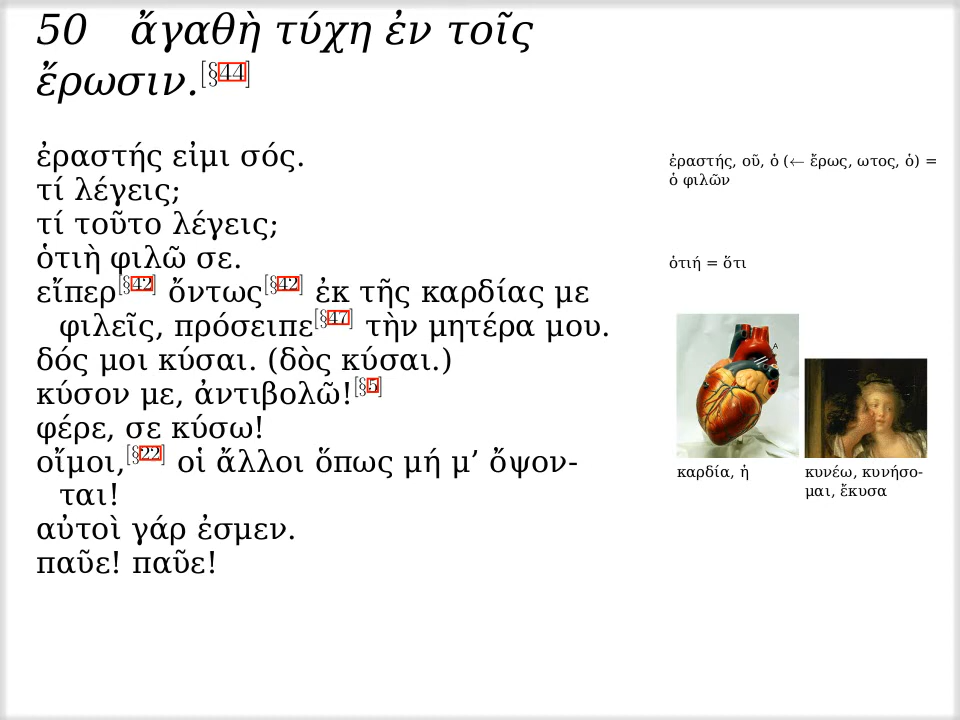 50 ἄγαθὴ τύχη ἐν τοῖς
ἔρωσιν.[§44]
ἐραστής εἰμι σός.
τί λέγεις;
τί τοῦτο λέγεις;
ὁτιὴ φιλῶ σε.
εἴπερ[§42] ὄντως[§42] ἐκ τῆς καρδίας με
φιλεῖς, πρόσειπε[§47] τὴν μητέρα μου.
δός μοι κύσαι. (δὸς κύσαι.)
κύσον με, ἀντιβολῶ![§5]
φέρε, σε κύσω!
οἴμοι,[§22] οἱ ἄλλοι ὅπως μή μ’ ὄψον-
ται!
αὐτοὶ γάρ ἐσμεν.
παῦε! παῦε!
ἐραστής, οῦ, ὁ (← ἔρως, ωτος, ὁ) =
ὁ φιλῶν
ὁτιή = ὅτι
A
καρδία, ἡ
κυνέω, κυνήσο-
μαι, ἔκυσα